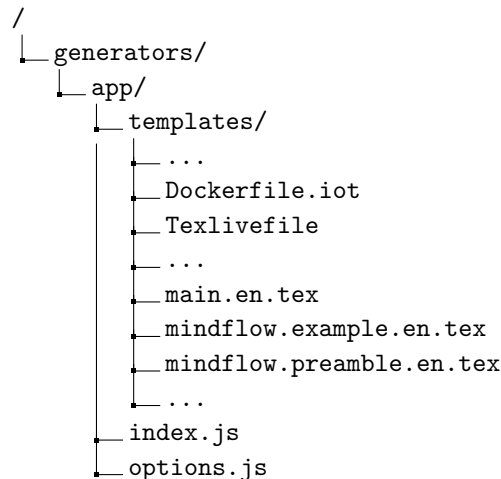 /
generators/
app/
templates/
...
Dockerfile.iot
Texlivefile
...
main.en.tex
mindflow.example.en.tex
mindflow.preamble.en.tex
...
index.js
options.js